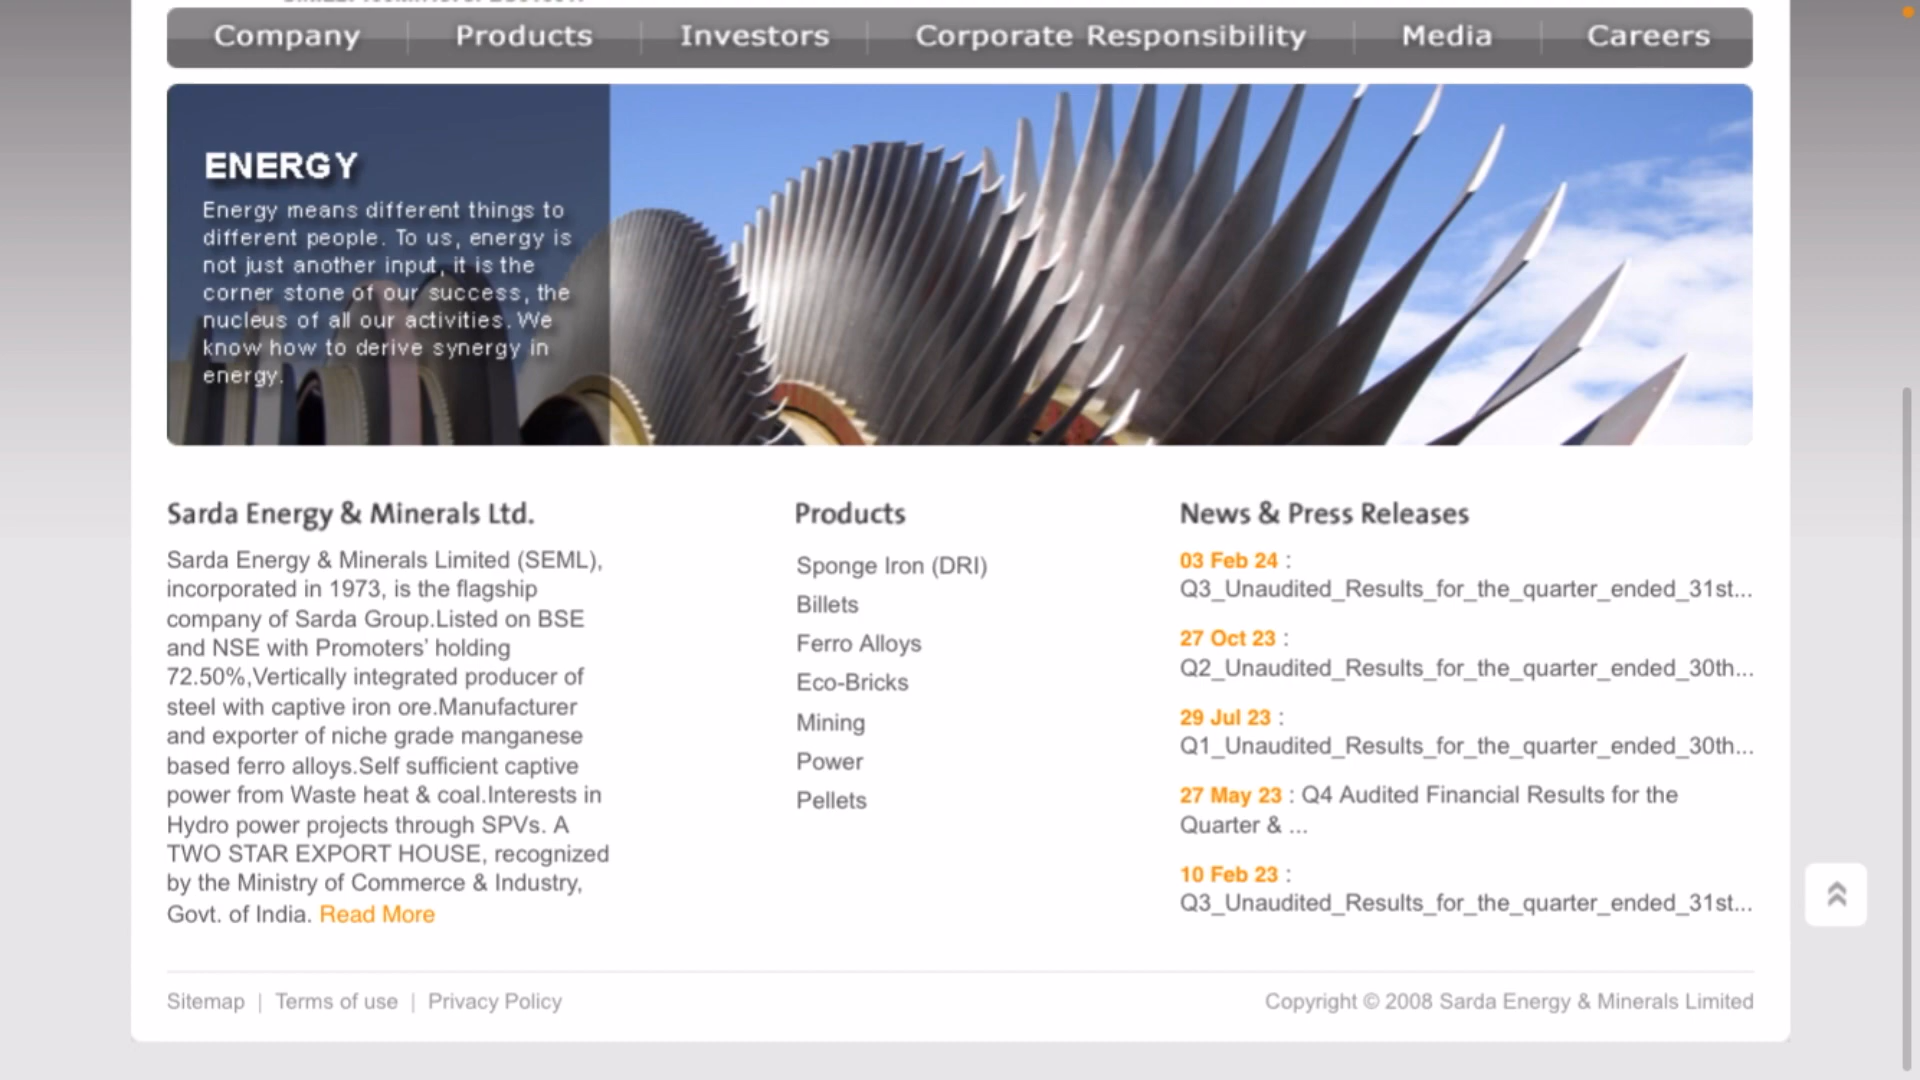 Company
Products
Investors
Corporate Responsibility
Media
Careers
ENERGY
Energy means different things to
different people. To us, energy is
not just another input, it is the
corner stone of our success, the
nucleus of all our activities. We
know how to derive synergy in
energy.
Sarda Energy & Minerals Ltd.
Sarda Energy & Minerals Limited (SEML),
incorporated in 1973, is the flagship
company of Sarda Group.Listed on BSE
and NSE with Promoters’ holding
72.50%,Vertically integrated producer of
steel with captive iron ore.Manufacturer
and exporter of niche grade manganese
based ferro alloys.Self sufficient captive
power from Waste heat & coal.Interests in
Hydro power projects through SPVs. A
TWO STAR EXPORT HOUSE, recognized
by the Ministry of Commerce & Industry,
Govt. of India. Read More
Products
Sponge Iron (DRI)
Billets
Ferro Alloys
Eco-Bricks
Mining
Power
Pellets
News & Press Releases
03 Feb 24 :
Q3_Unaudited_Results_for_the_quarter_ended_31st...
27 Oct 23 :
Q2_Unaudited_Results_for_the_quarter_ended_30th...
29 Jul 23 :
Q1_Unaudited_Results_for_the_quarter_ended_30th...
27 May 23 : Q4 Audited Financial Results for the
Quarter & ...
10 Feb 23 :
Q3_Unaudited_Results_for_the_quarter_ended_31st...
Sitemap | Terms of use | Privacy Policy
Copyright © 2008 Sarda Energy & Minerals Limited